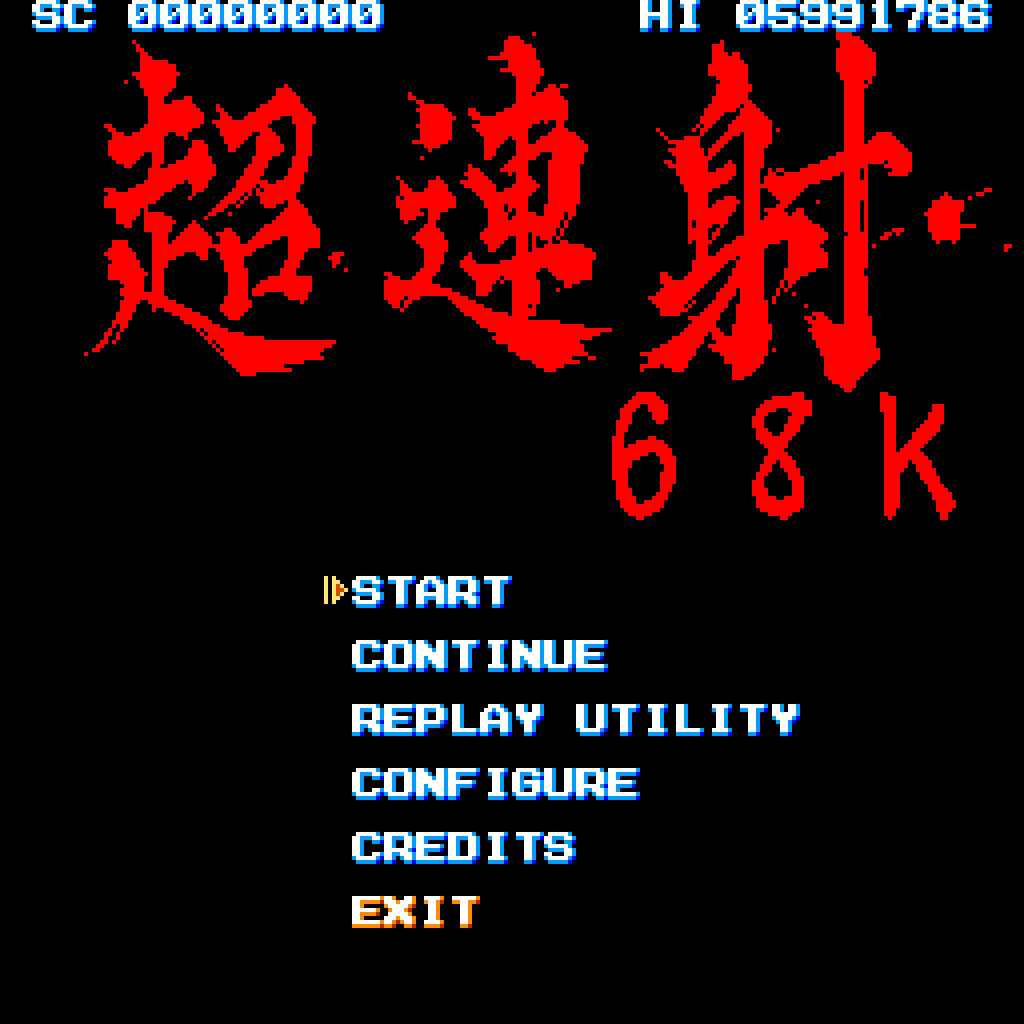 SC 00000000 HI 05991786
超連射
68K
START
CONTINUE
REPLAY UTILITY
CONFIGURE
CREDITS
EXIT